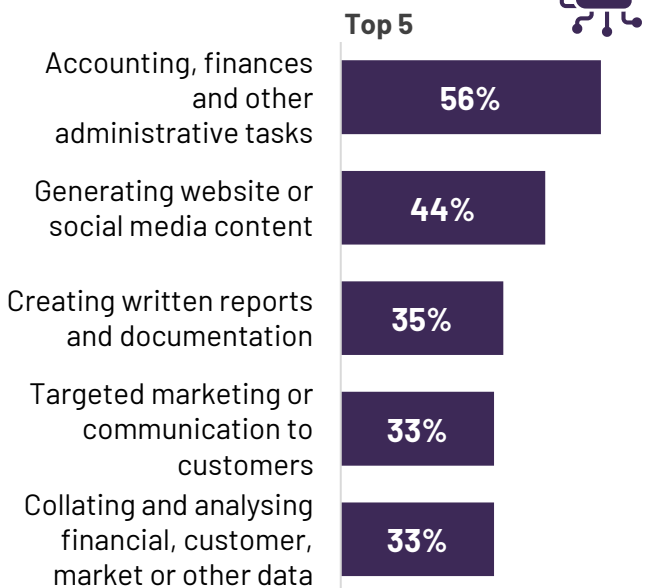 Top 5
Accounting, finances
and other
administrative tasks
56%
Generating website or
social media content
44%
Creating written reports
and documentation
35%
Targeted marketing or
communication to
customers
33%
Collating and analysing
financial, customer,
market or other data
33%